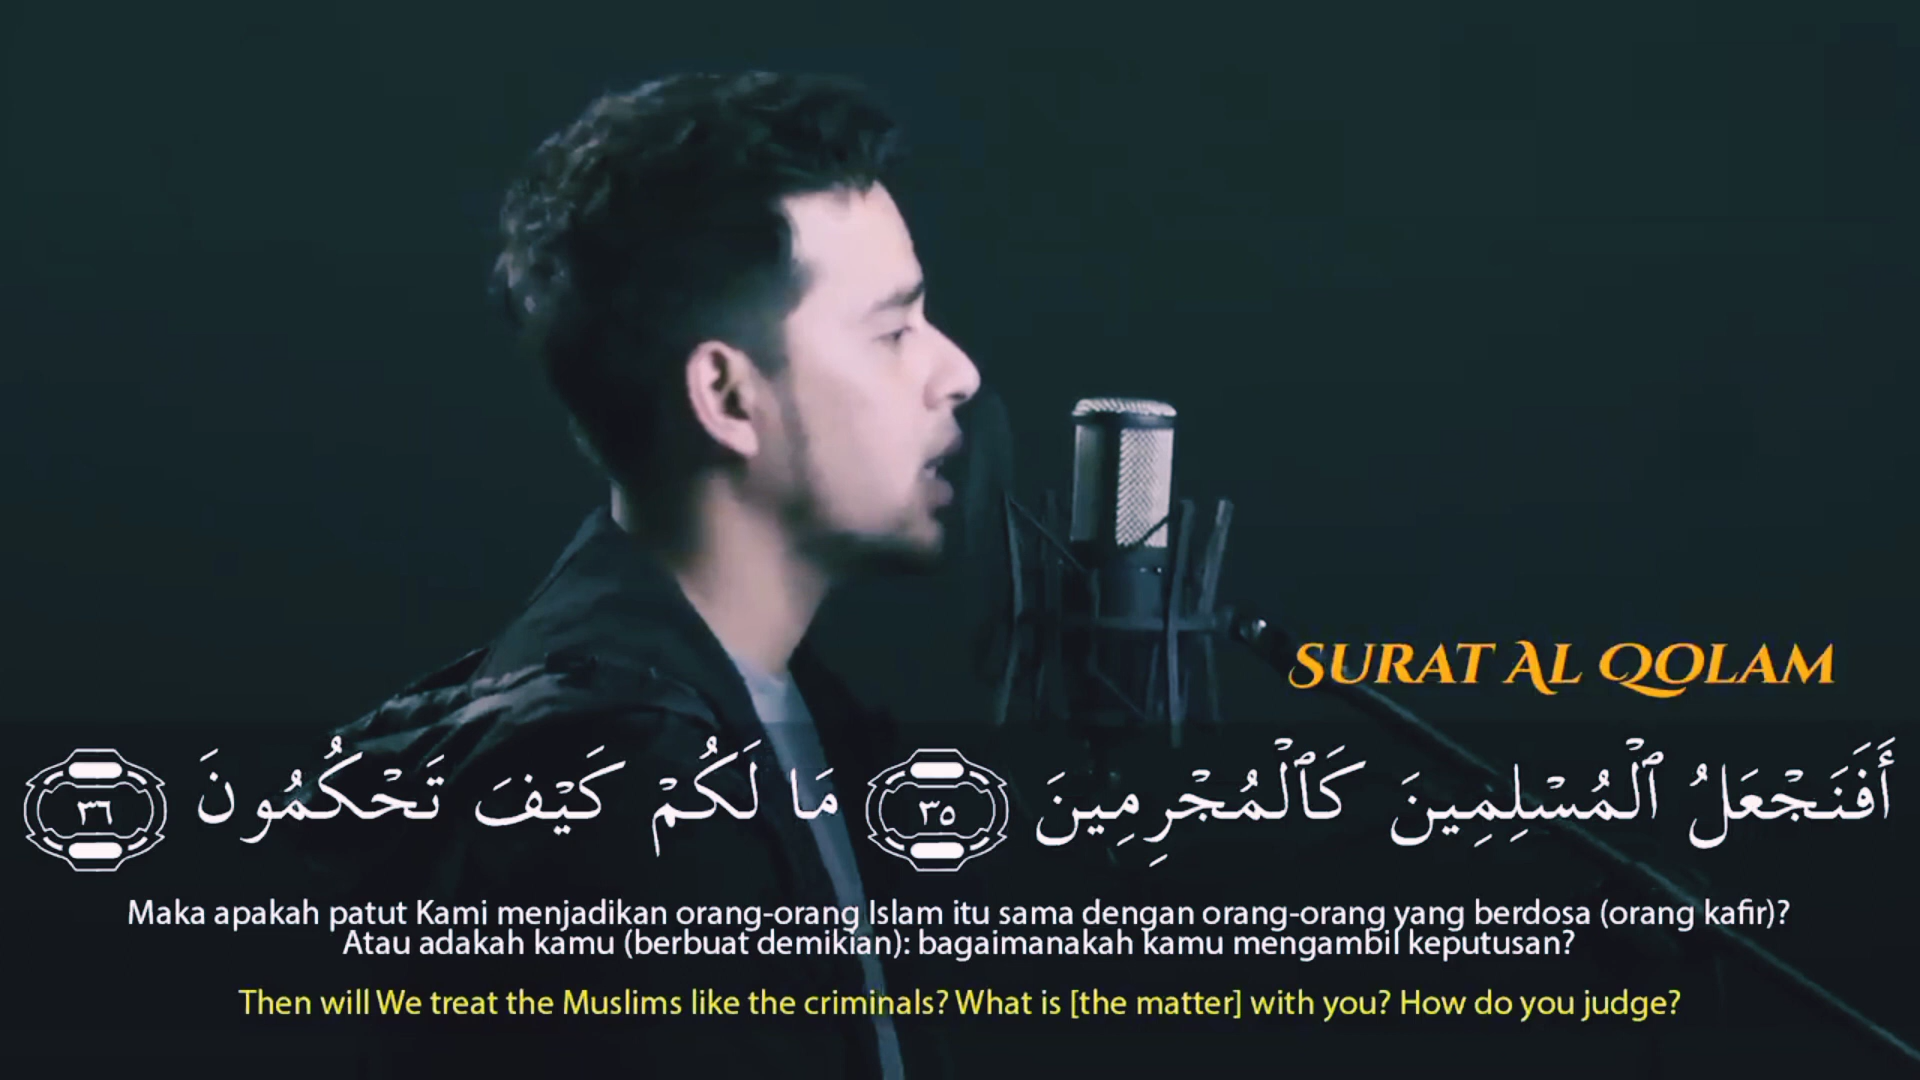 SURAT AL QOLAM
أَفَنَجْعَلُ ٱلْمُسْلِمِينَ كَٱلْمُجْرِمِينَ ٣٥ مَا لَكُمْ كَيْفَ تَحْكُمُونَ ٣٦
Maka apakah patut Kami menjadikan orang-orang Islam itu sama dengan orang-orang yang berdosa (orang kafir)?
Atau adakah kamu (berbuat demikian): bagaimanakah kamu mengambil keputusan?
Then will We treat the Muslims like the criminals? What is [the matter] with you? How do you judge?